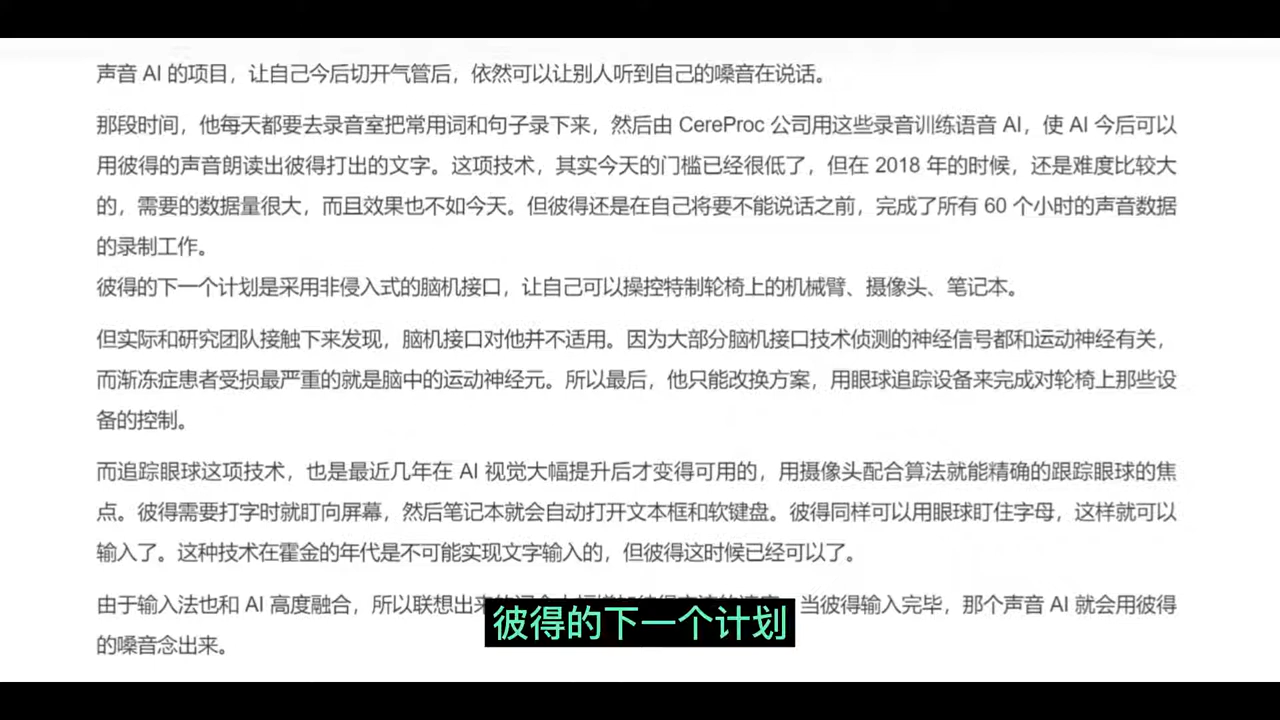 声音 AI 的项目，让自己今后切开气管后，依然可以让别人听到自己的嗓音在说话。
那段时间，他每天都要去录音室把常用词和句子录下来，然后由 CereProc 公司用这些录音训练语音 AI，使 AI 今后可以
用彼得的声音朗读出彼得打出的文字。这项技术，其实今天的门槛已经很低了，但在 2018 年的时候，还是难度比较大
的，需要的数据量很大，而且效果也不如今天。但彼得还是在自己将要不能说话之前，完成了所有 60 个小时的声音数据
的录制工作。
彼得的下一个计划是采用非侵入式的脑机接口，让自己可以操控特制轮椅上的机械臂、摄像头、笔记本。
但实际和研究团队接触下来发现，脑机接口对他并不适用。因为大部分脑机接口技术侦测的神经信号都和运动神经有关，
而渐冻症患者受损最严重的就是脑中的运动神经元。所以最后，他只能改换方案，用眼球追踪设备来完成对轮椅上那些设
备的控制。
而追踪眼球这项技术，也是最近几年在 AI 视觉大幅提升后才变得可用的，用摄像头配合算法就能精确的跟踪眼球的焦
点。彼得需要打字时就盯向屏幕，然后笔记本就会自动打开文本框和软键盘。彼得同样可以用眼球盯住字母，这样就可以
输入了。这种技术在霍金的年代是不可能实现文字输入的，但彼得这时候已经可以了。
由于输入法也和 AI 高度融合，所以联想出来 当彼得输入完毕，那个声音 AI 就会用彼得
的嗓音念出来。
彼得的下一个计划